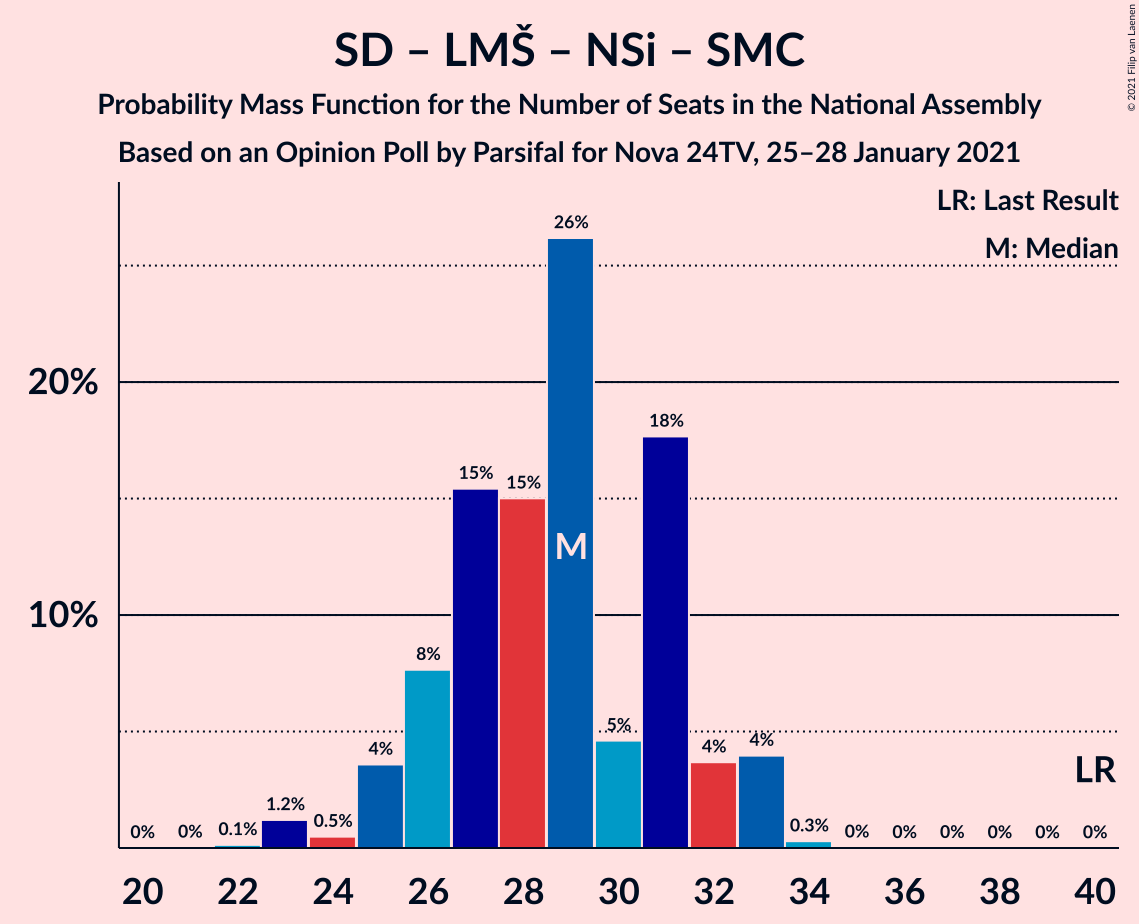 SD – LMŠ – NSi – SMC
Probability Mass Function for the Number of Seats in the National Assembly
Based on an Opinion Poll by Parsifal for Nova 24TV, 25–28 January 2021
© 2021 Filip van Laenen
LR: Last Result
M: Median
20%
10%
0%
0%
0.1%
1.2%
0.5%
4%
8%
15%
15%
26%
5%
18%
4%
4%
0.3%
0%
0%
0%
0%
0%
0%
M
LR
20 22 24 26 28 30 32 34 36 38 40